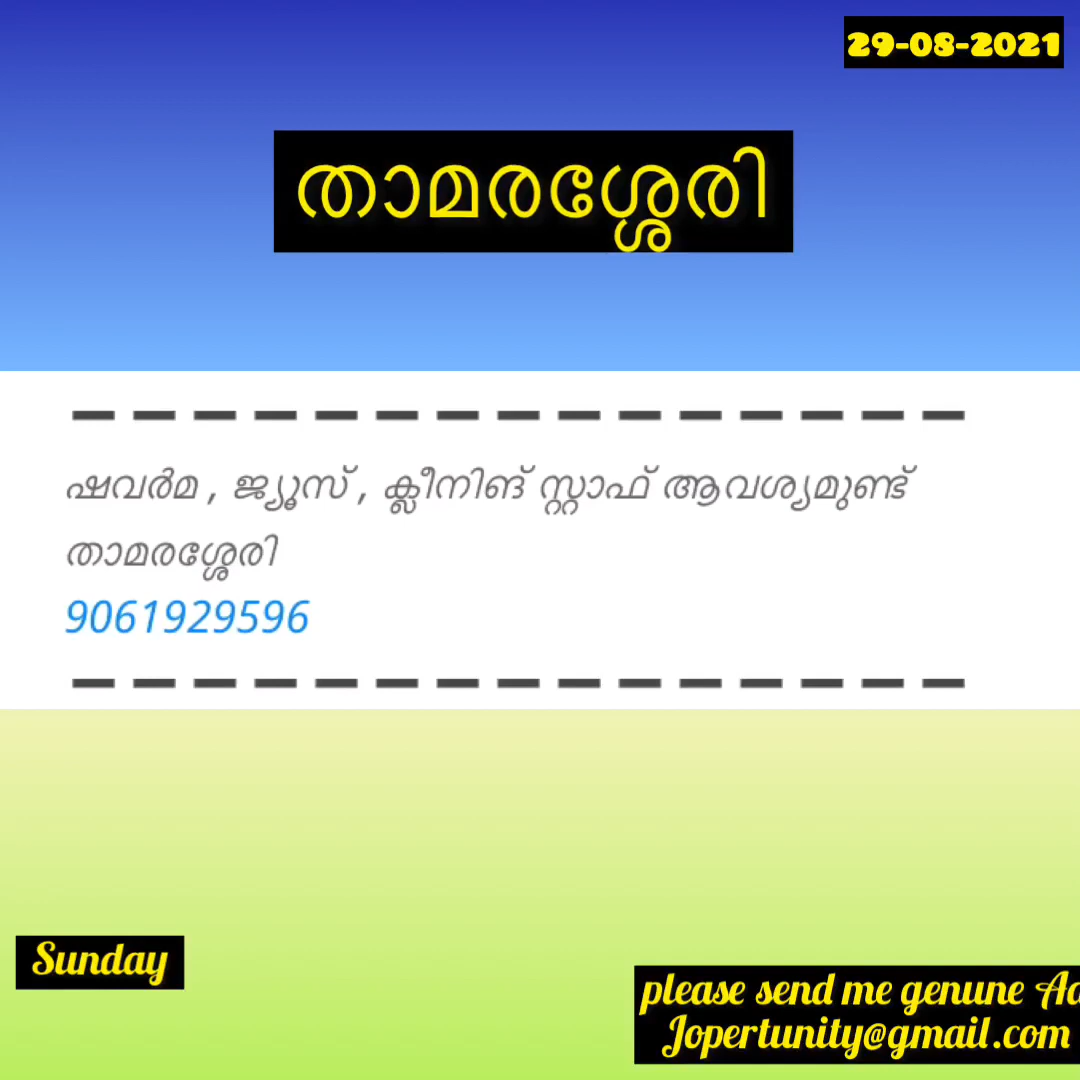 29-08-2021
താമരശ്ശേരി
ഷവർമ , ജ്യൂസ് , ക്ലീനിങ് സ്റ്റാഫ് ആവശ്യമുണ്ട്
താമരശ്ശേരി
9061929596
Sunday
please send me genune
Jopertunity@gmail.com